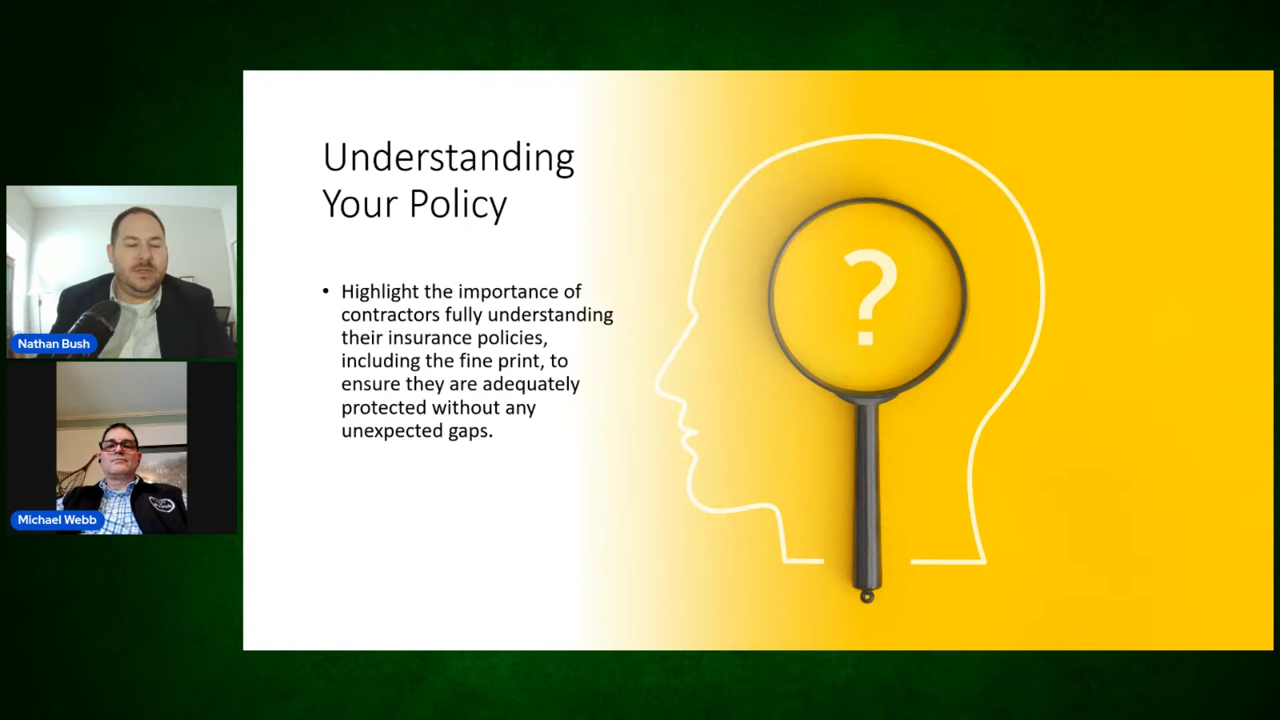 Understanding
Your Policy
• Highlight the importance of
contractors fully understanding
their insurance policies,
including the fine print, to
ensure they are adequately
protected without any
unexpected gaps.
?
Nathan Bush
Michael Webb